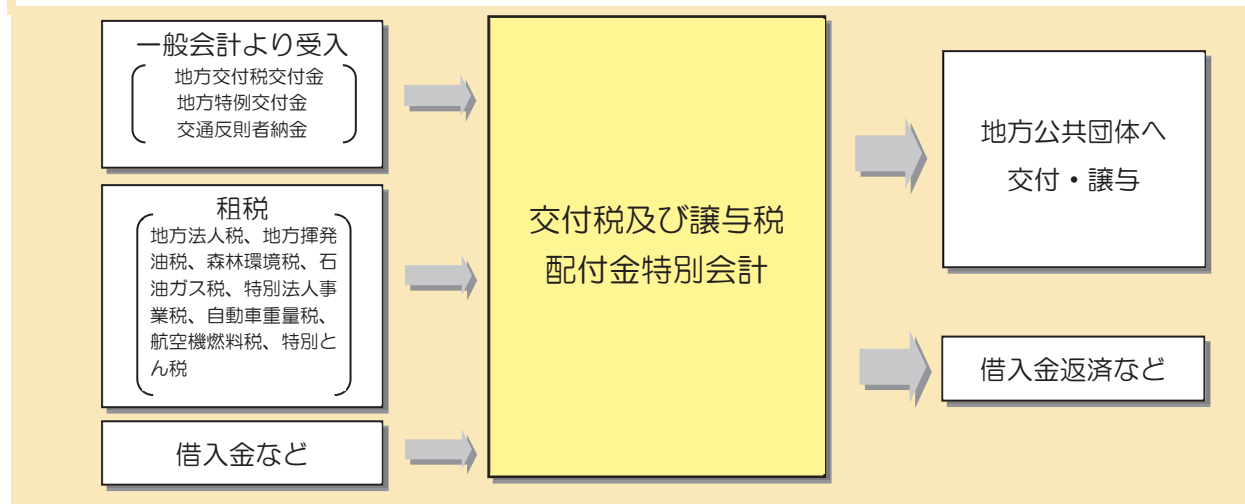 一般会計より受入
地方交付税交付金
地方特例交付金
交通反則者納金
租税
地方法人税、地方揮発
油税、森林環境税、石
油ガス税、特別法人事
業税、自動車重量税、
航空機燃料税、特別と
ん税
借入金など
交付税及び譲与税
配付金特別会計
地方公共団体へ
交付・譲与
借入金返済など